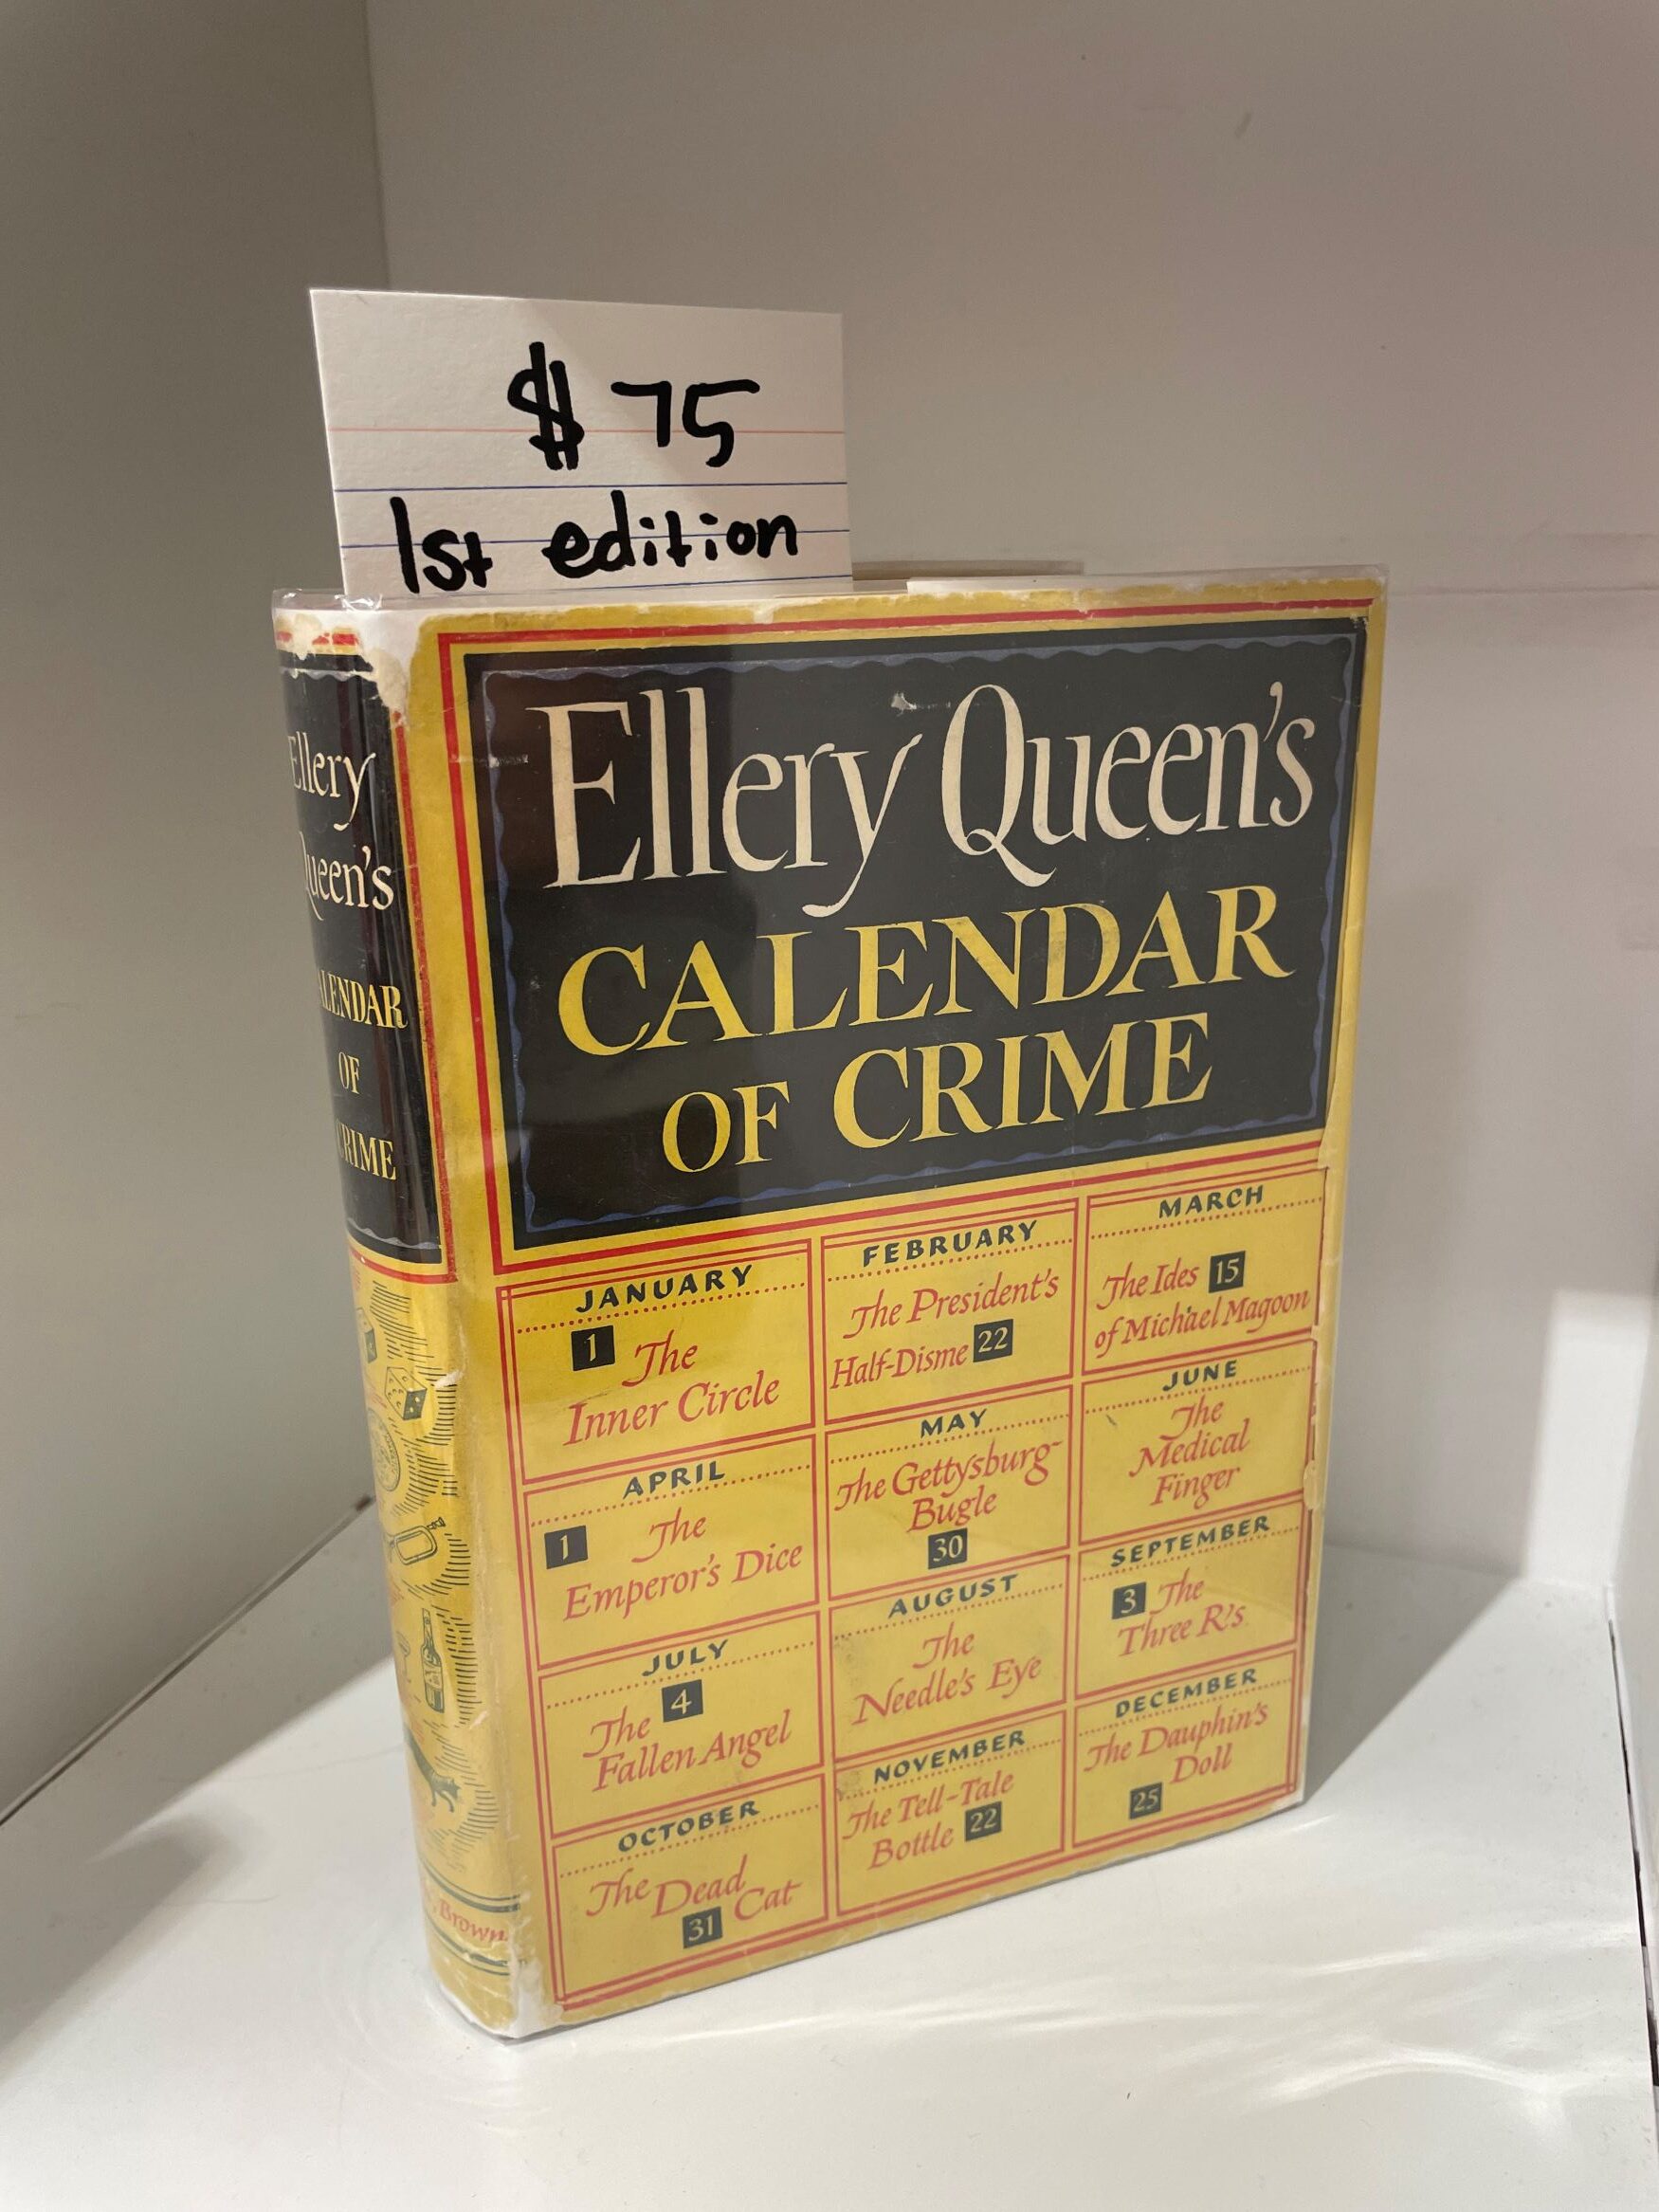 $ 75
1st edition
Ellery
Queen's
CALENDAR
OF
CRIME
Brown
Ellery Queen's
CALENDAR
OF CRIME
JANUARY
1 The
Inner Circle
FEBRUARY
The President's
Half-Disme 22
MARCH
The Ides 15
of Michael Magoon
APRIL
1 The
Emperor's Dice
MAY
The Gettysburg
Bugle
30
JUNE
The
Medical
Finger
JULY
The 4
Fallen Angel
AUGUST
The
Needle's Eye
SEPTEMBER
3 The
Three R's
OCTOBER
The Dead
31 Cat
NOVEMBER
The Tell-Tale
Bottle 22
DECEMBER
The Dauphin's
Doll
25